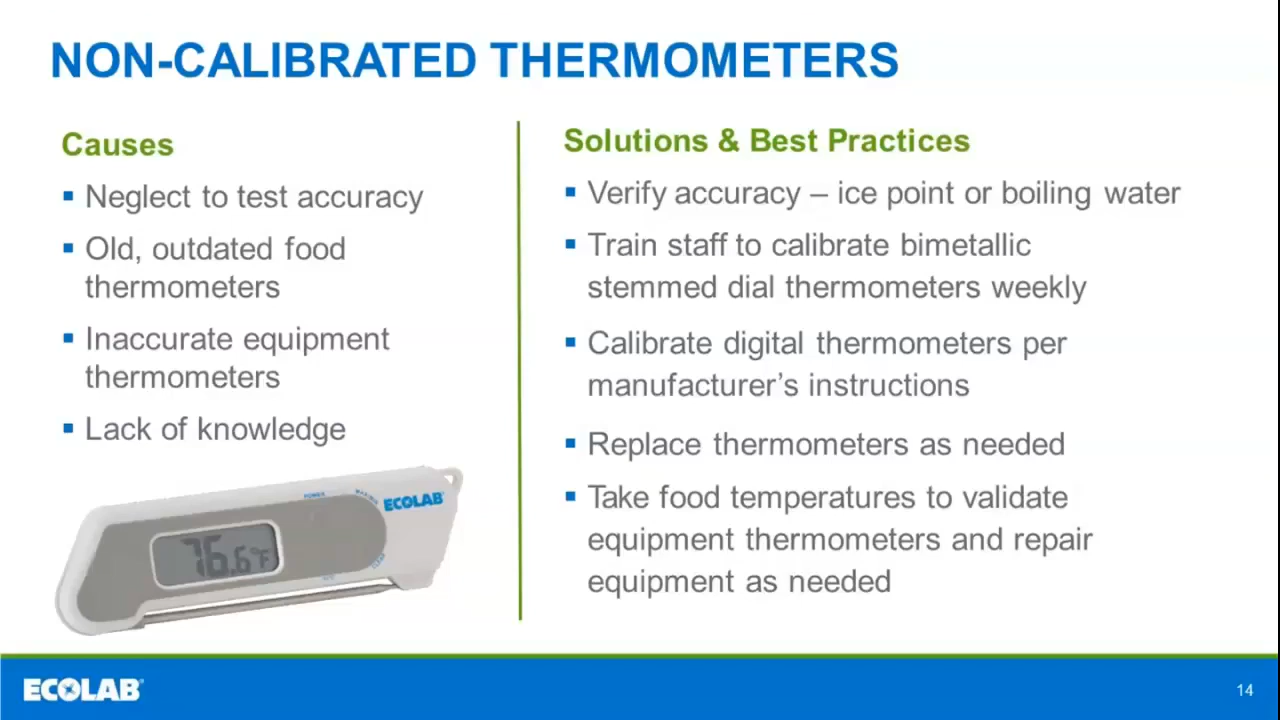 NON-CALIBRATED THERMOMETERS
Causes
▪ Neglect to test accuracy
▪ Old, outdated food
thermometers
▪ Inaccurate equipment
thermometers
▪ Lack of knowledge
ECOLAB
76.6°F
Solutions & Best Practices
▪ Verify accuracy – ice point or boiling water
▪ Train staff to calibrate bimetallic
stemmed dial thermometers weekly
▪ Calibrate digital thermometers per
manufacturer’s instructions
▪ Replace thermometers as needed
▪ Take food temperatures to validate
equipment thermometers and repair
equipment as needed
ECOLAB®
14